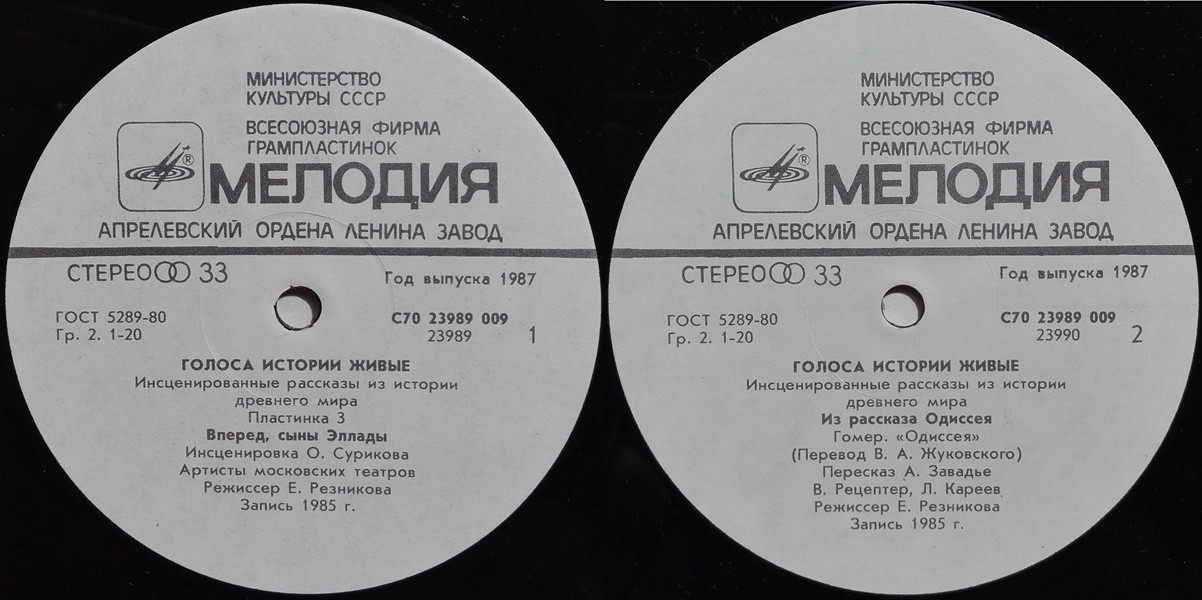 МИНИСТЕРСТВО
КУЛЬТУРЫ СССР
ВСЕСОЮЗНАЯ ФИРМА
ГРАМПЛАСТИНОК
®
МЕЛОДИЯ
АПРЕЛЕВСКИЙ ОРДЕНА ЛЕНИНА ЗАВОД
СТЕРЕО 33
Год выпуска 1987
ГОСТ 5289-80
Гр. 2. 1-20
С70 23989 009
23989 1
ГОЛОСА ИСТОРИИ ЖИВЫЕ
Инсценированные рассказы из истории
древнего мира
Пластинка 3
Вперед, сыны Эллады
Инсценировка О. Сурикова
Артисты московских театров
Режиссер Е. Резникова
Запись 1985 г.
МИНИСТЕРСТВО
КУЛЬТУРЫ СССР
ВСЕСОЮЗНАЯ ФИРМА
ГРАМПЛАСТИНОК
®
МЕЛОДИЯ
АПРЕЛЕВСКИЙ ОРДЕНА ЛЕНИНА ЗАВОД
СТЕРЕО 33
Год выпуска 1987
ГОСТ 5289-80
Гр. 2. 1-20
С70 23989 009
23990 2
ГОЛОСА ИСТОРИИ ЖИВЫЕ
Инсценированные рассказы из истории
древнего мира
Из рассказа Одиссея
Гомер. «Одиссея»
(Перевод В. А. Жуковского)
Пересказ А. Завадье
В. Рецептер, Л. Кареев
Режиссер Е. Резникова
Запись 1985 г.